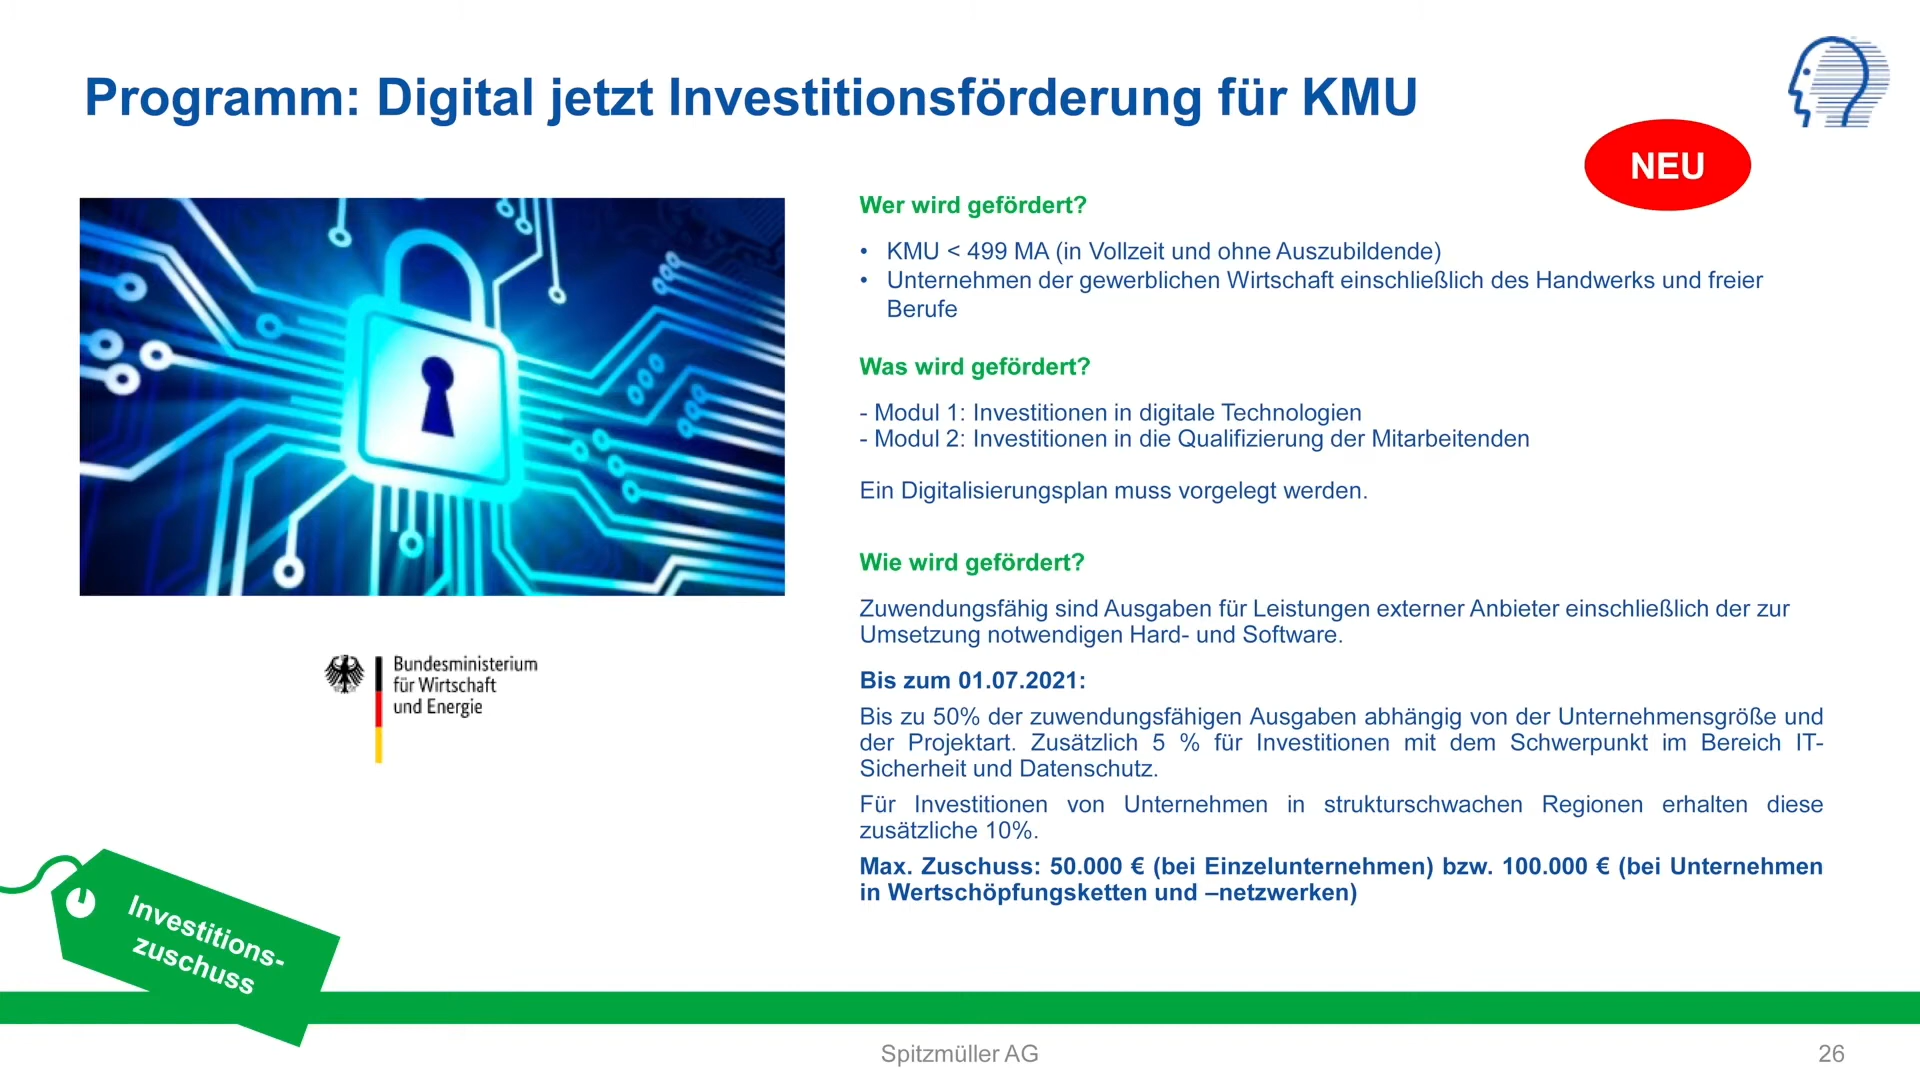 Programm: Digital jetzt Investitionsförderung für KMU
NEU
Wer wird gefördert?
• KMU < 499 MA (in Vollzeit und ohne Auszubildende)
• Unternehmen der gewerblichen Wirtschaft einschließlich des Handwerks und freier
Berufe
Was wird gefördert?
- Modul 1: Investitionen in digitale Technologien
- Modul 2: Investitionen in die Qualifizierung der Mitarbeitenden
Ein Digitalisierungsplan muss vorgelegt werden.
Wie wird gefördert?
Zuwendungsfähig sind Ausgaben für Leistungen externer Anbieter einschließlich der zur
Umsetzung notwendigen Hard- und Software.
Bis zum 01.07.2021:
Bis zu 50% der zuwendungsfähigen Ausgaben abhängig von der Unternehmensgröße und
der Projektart. Zusätzlich 5 % für Investitionen mit dem Schwerpunkt im Bereich IT-
Sicherheit und Datenschutz.
Für Investitionen von Unternehmen in strukturschwachen Regionen erhalten diese
zusätzliche 10%.
Max. Zuschuss: 50.000 € (bei Einzelunternehmen) bzw. 100.000 € (bei Unternehmen
in Wertschöpfungsketten und –netzwerken)
Bundesministerium
für Wirtschaft
und Energie
Investitions-
zuschuss
Spitzmüller AG
26